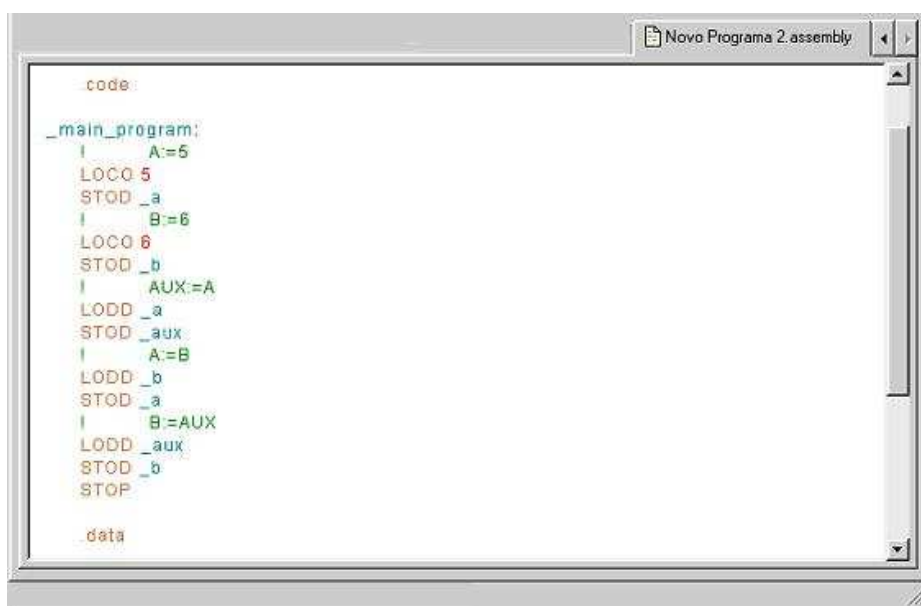 Novo Programa 2.assembly
.code
_main_program:
! A:=5
LOCO 5
STOD _a
! B:=6
LOCO 6
STOD _b
! AUX:=A
LODD _a
STOD _aux
! A:=B
LODD _b
STOD _a
! B:=AUX
LODD _aux
STOD _b
STOP
.data